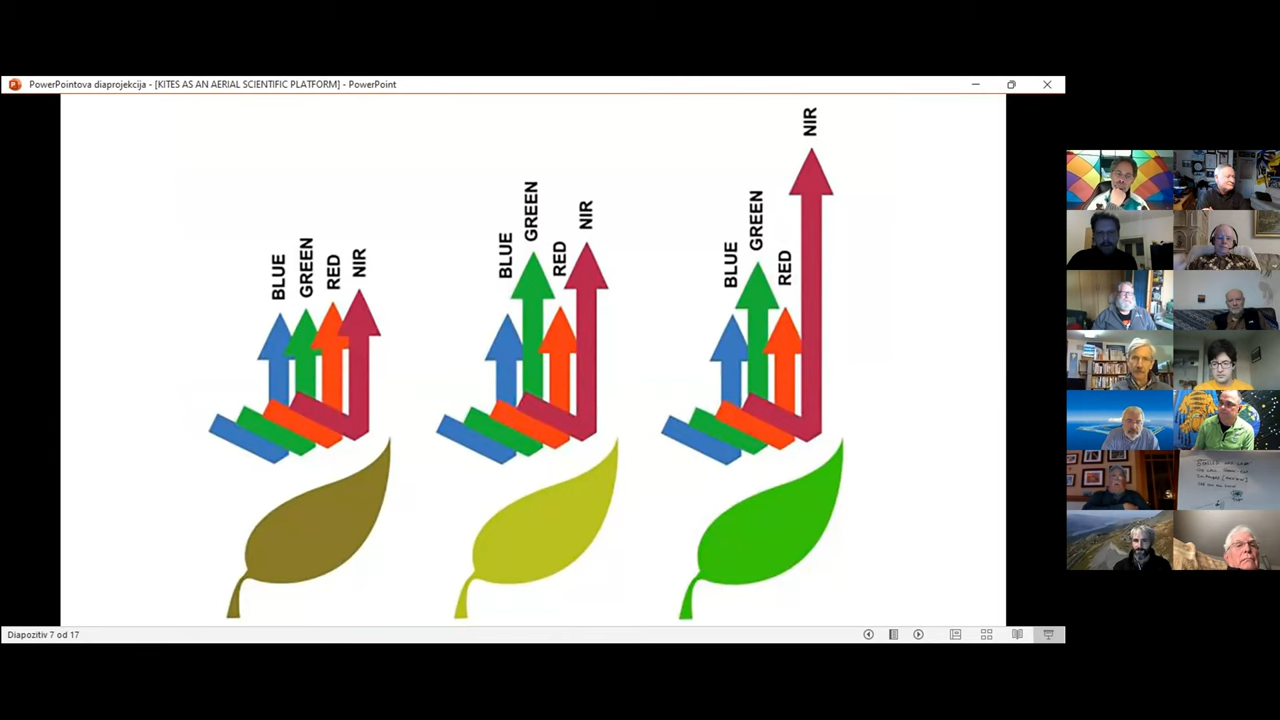 PowerPointova diaprojekcija - [KITES AS AN AERIAL SCIENTIFIC PLATFORM] - PowerPoint
BLUE
GREEN
RED
NIR
BLUE
GREEN
RED
NIR
BLUE
GREEN
RED
NIR
Diapozitiv 7 od 17